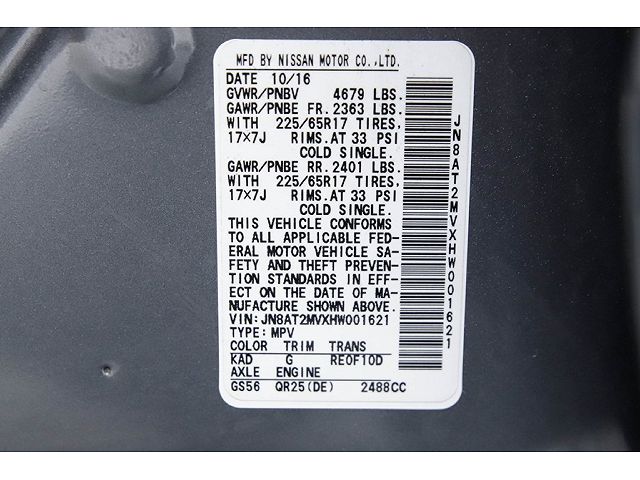 MFD BY NISSAN MOTOR CO.,LTD.
DATE 10/16
GVWR/PNBV 4679 LBS.
GAWR/PNBE FR. 2363 LBS.
WITH 225/65R17 TIRES,
17×7J RIMS.AT 33 PSI
COLD SINGLE.
GAWR/PNBE RR. 2401 LBS.
WITH 225/65R17 TIRES,
17×7J RIMS.AT 33 PSI
COLD SINGLE.
THIS VEHICLE CONFORMS
TO ALL APPLICABLE FED-
ERAL MOTOR VEHICLE SA-
FETY AND THEFT PREVEN-
TION STANDARDS IN EFF-
ECT ON THE DATE OF MA-
NUFACTURE SHOWN ABOVE.
VIN: JN8AT2MVXHW001621
TYPE: MPV
COLOR TRIM TRANS
KAD G RE0F10D
AXLE ENGINE
GS56 QR25(DE) 2488CC
JN8AT2MVXHW001621